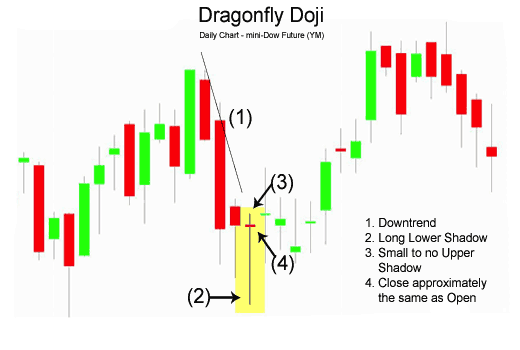 Dragonfly Doji
Daily Chart - mini-Dow Future (YM)
(1)
(3)
(4)
(2)
1. Downtrend
2. Long Lower Shadow
3. Small to no Upper
Shadow
4. Close approximately
the same as Open